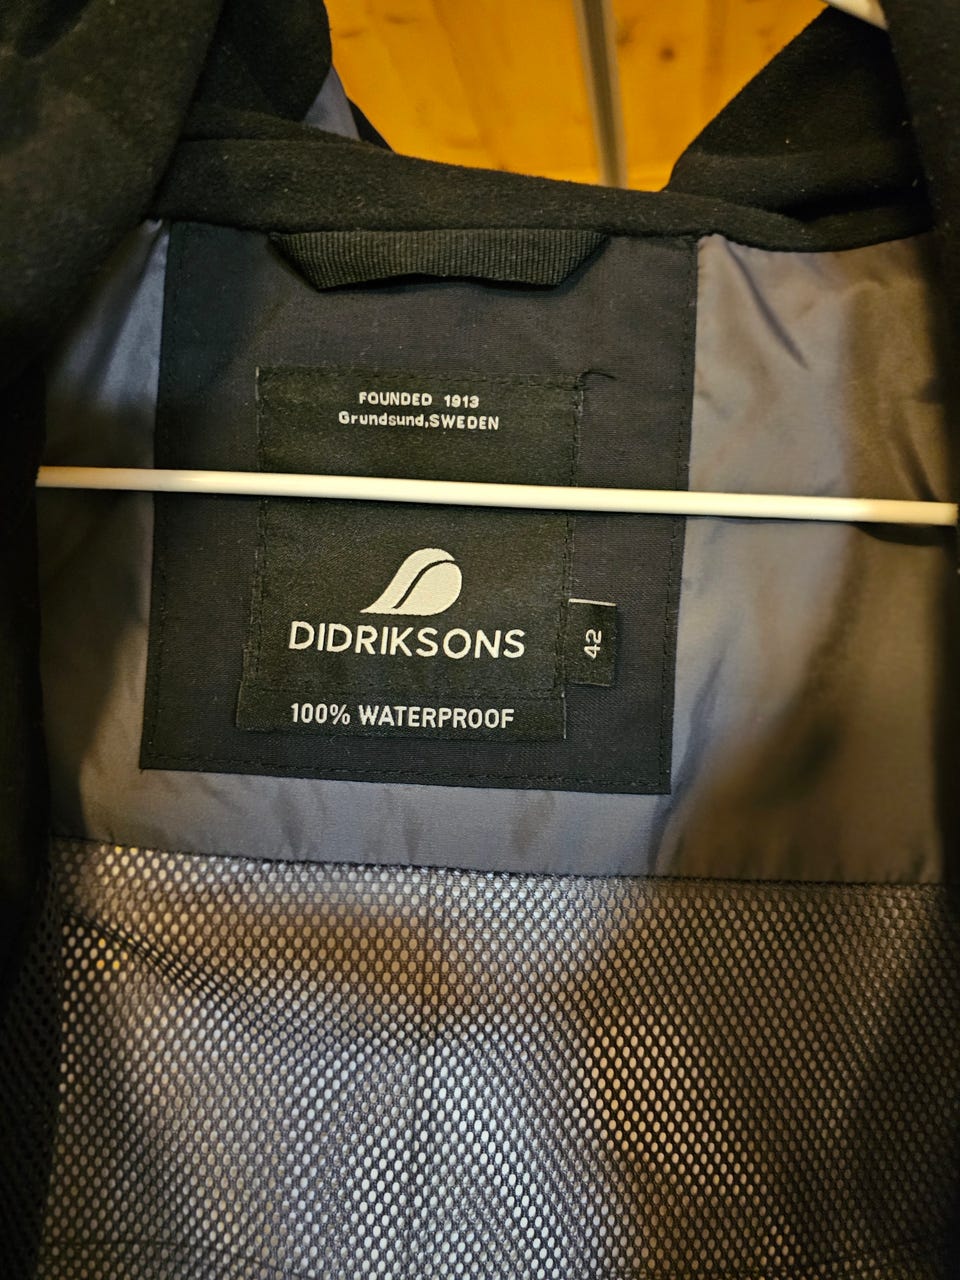 FOUNDED 1913
Grundsund,SWEDEN
DIDRIKSONS
42
100% WATERPROOF